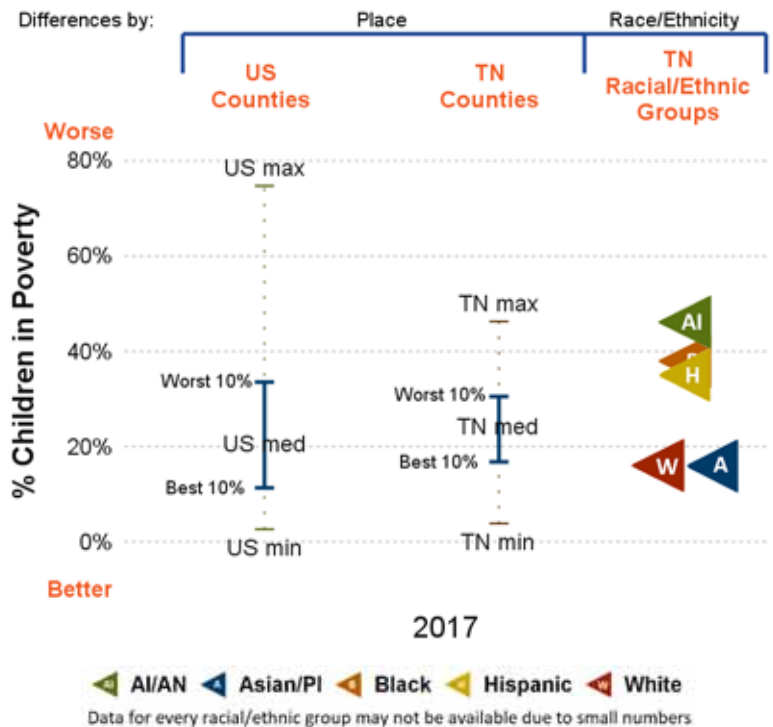 Differences by: Place Race/Ethnicity
US Counties
TN Counties
TN Racial/Ethnic Groups
Worse
80%
60%
40%
20%
0%
% Children in Poverty
US max
Worst 10%
US med
Best 10%
US min
TN max
Worst 10%
TN med
Best 10%
TN min
AI
H
W
A
Better
2017
AI/AN Asian/PI Black Hispanic White
Data for every racial/ethnic group may not be available due to small numbers